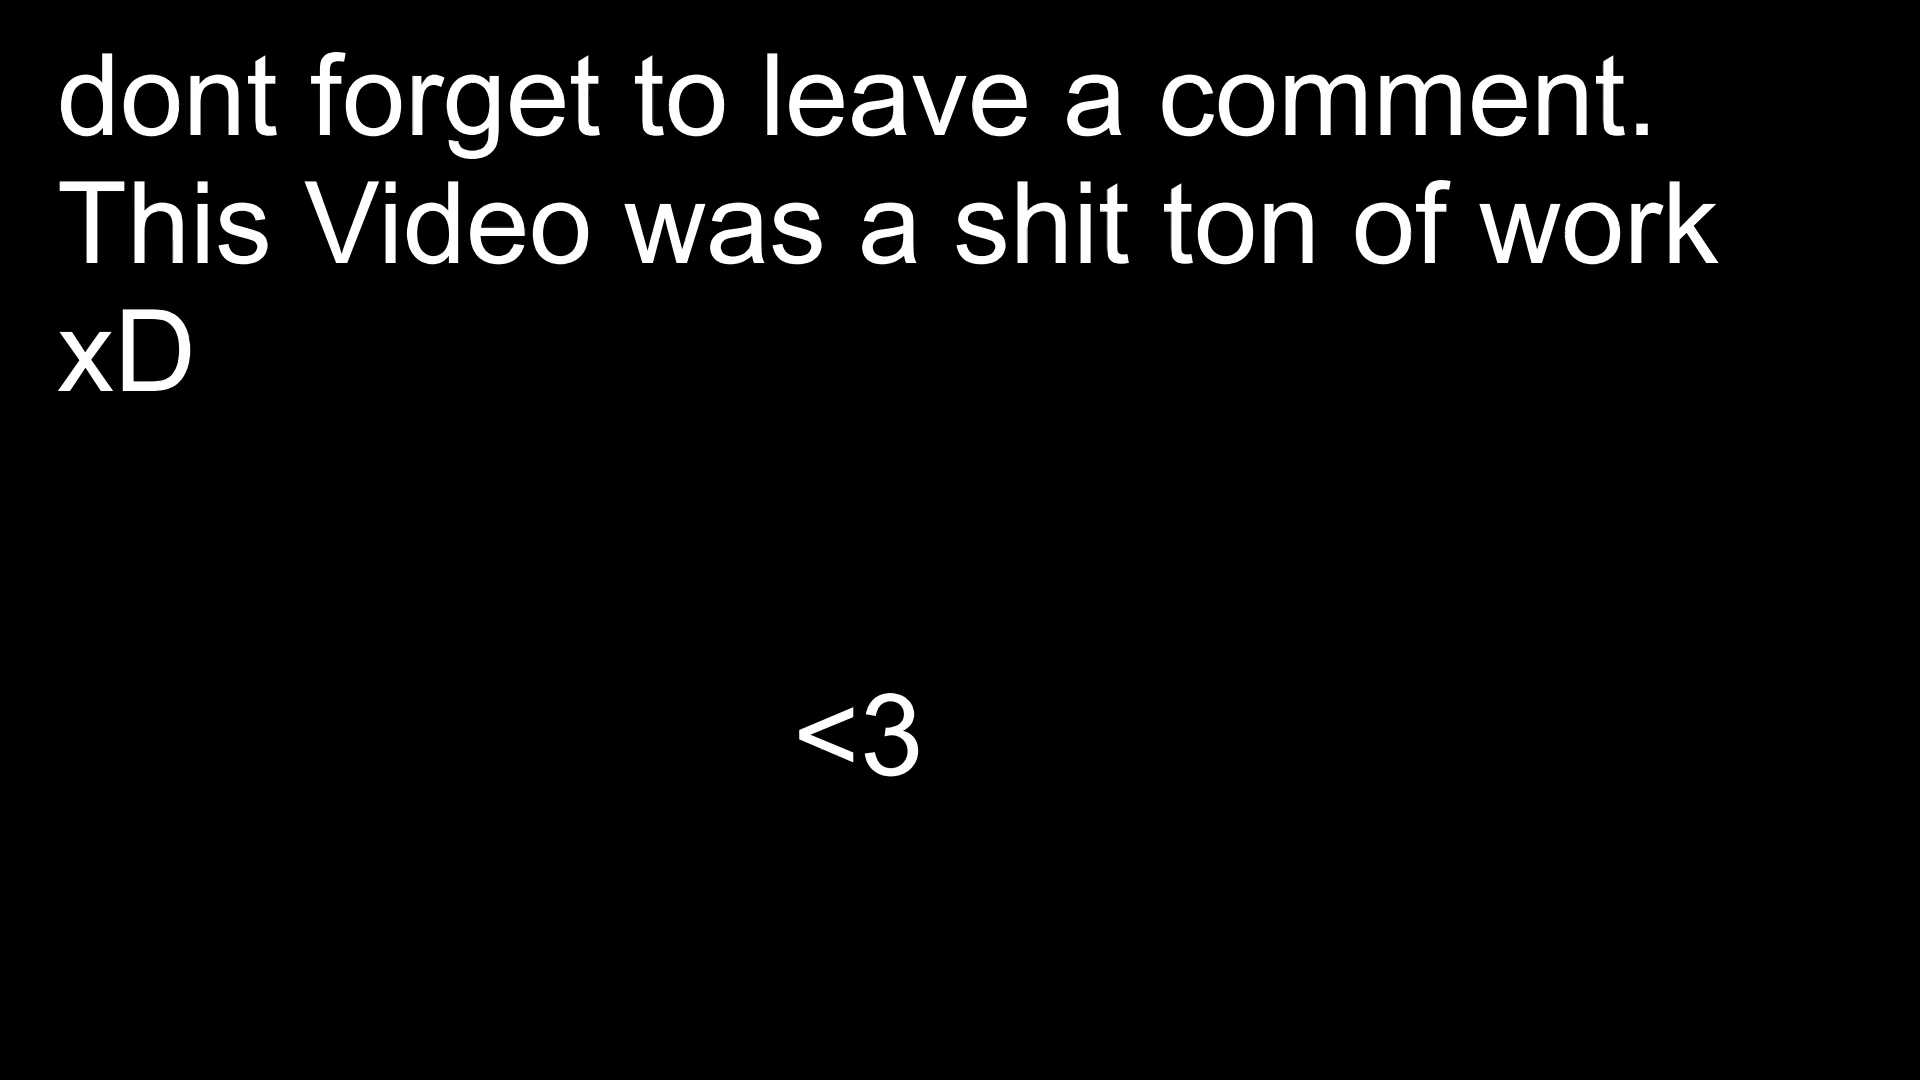 dont forget to leave a comment.
This Video was a shit ton of work
xD
<3